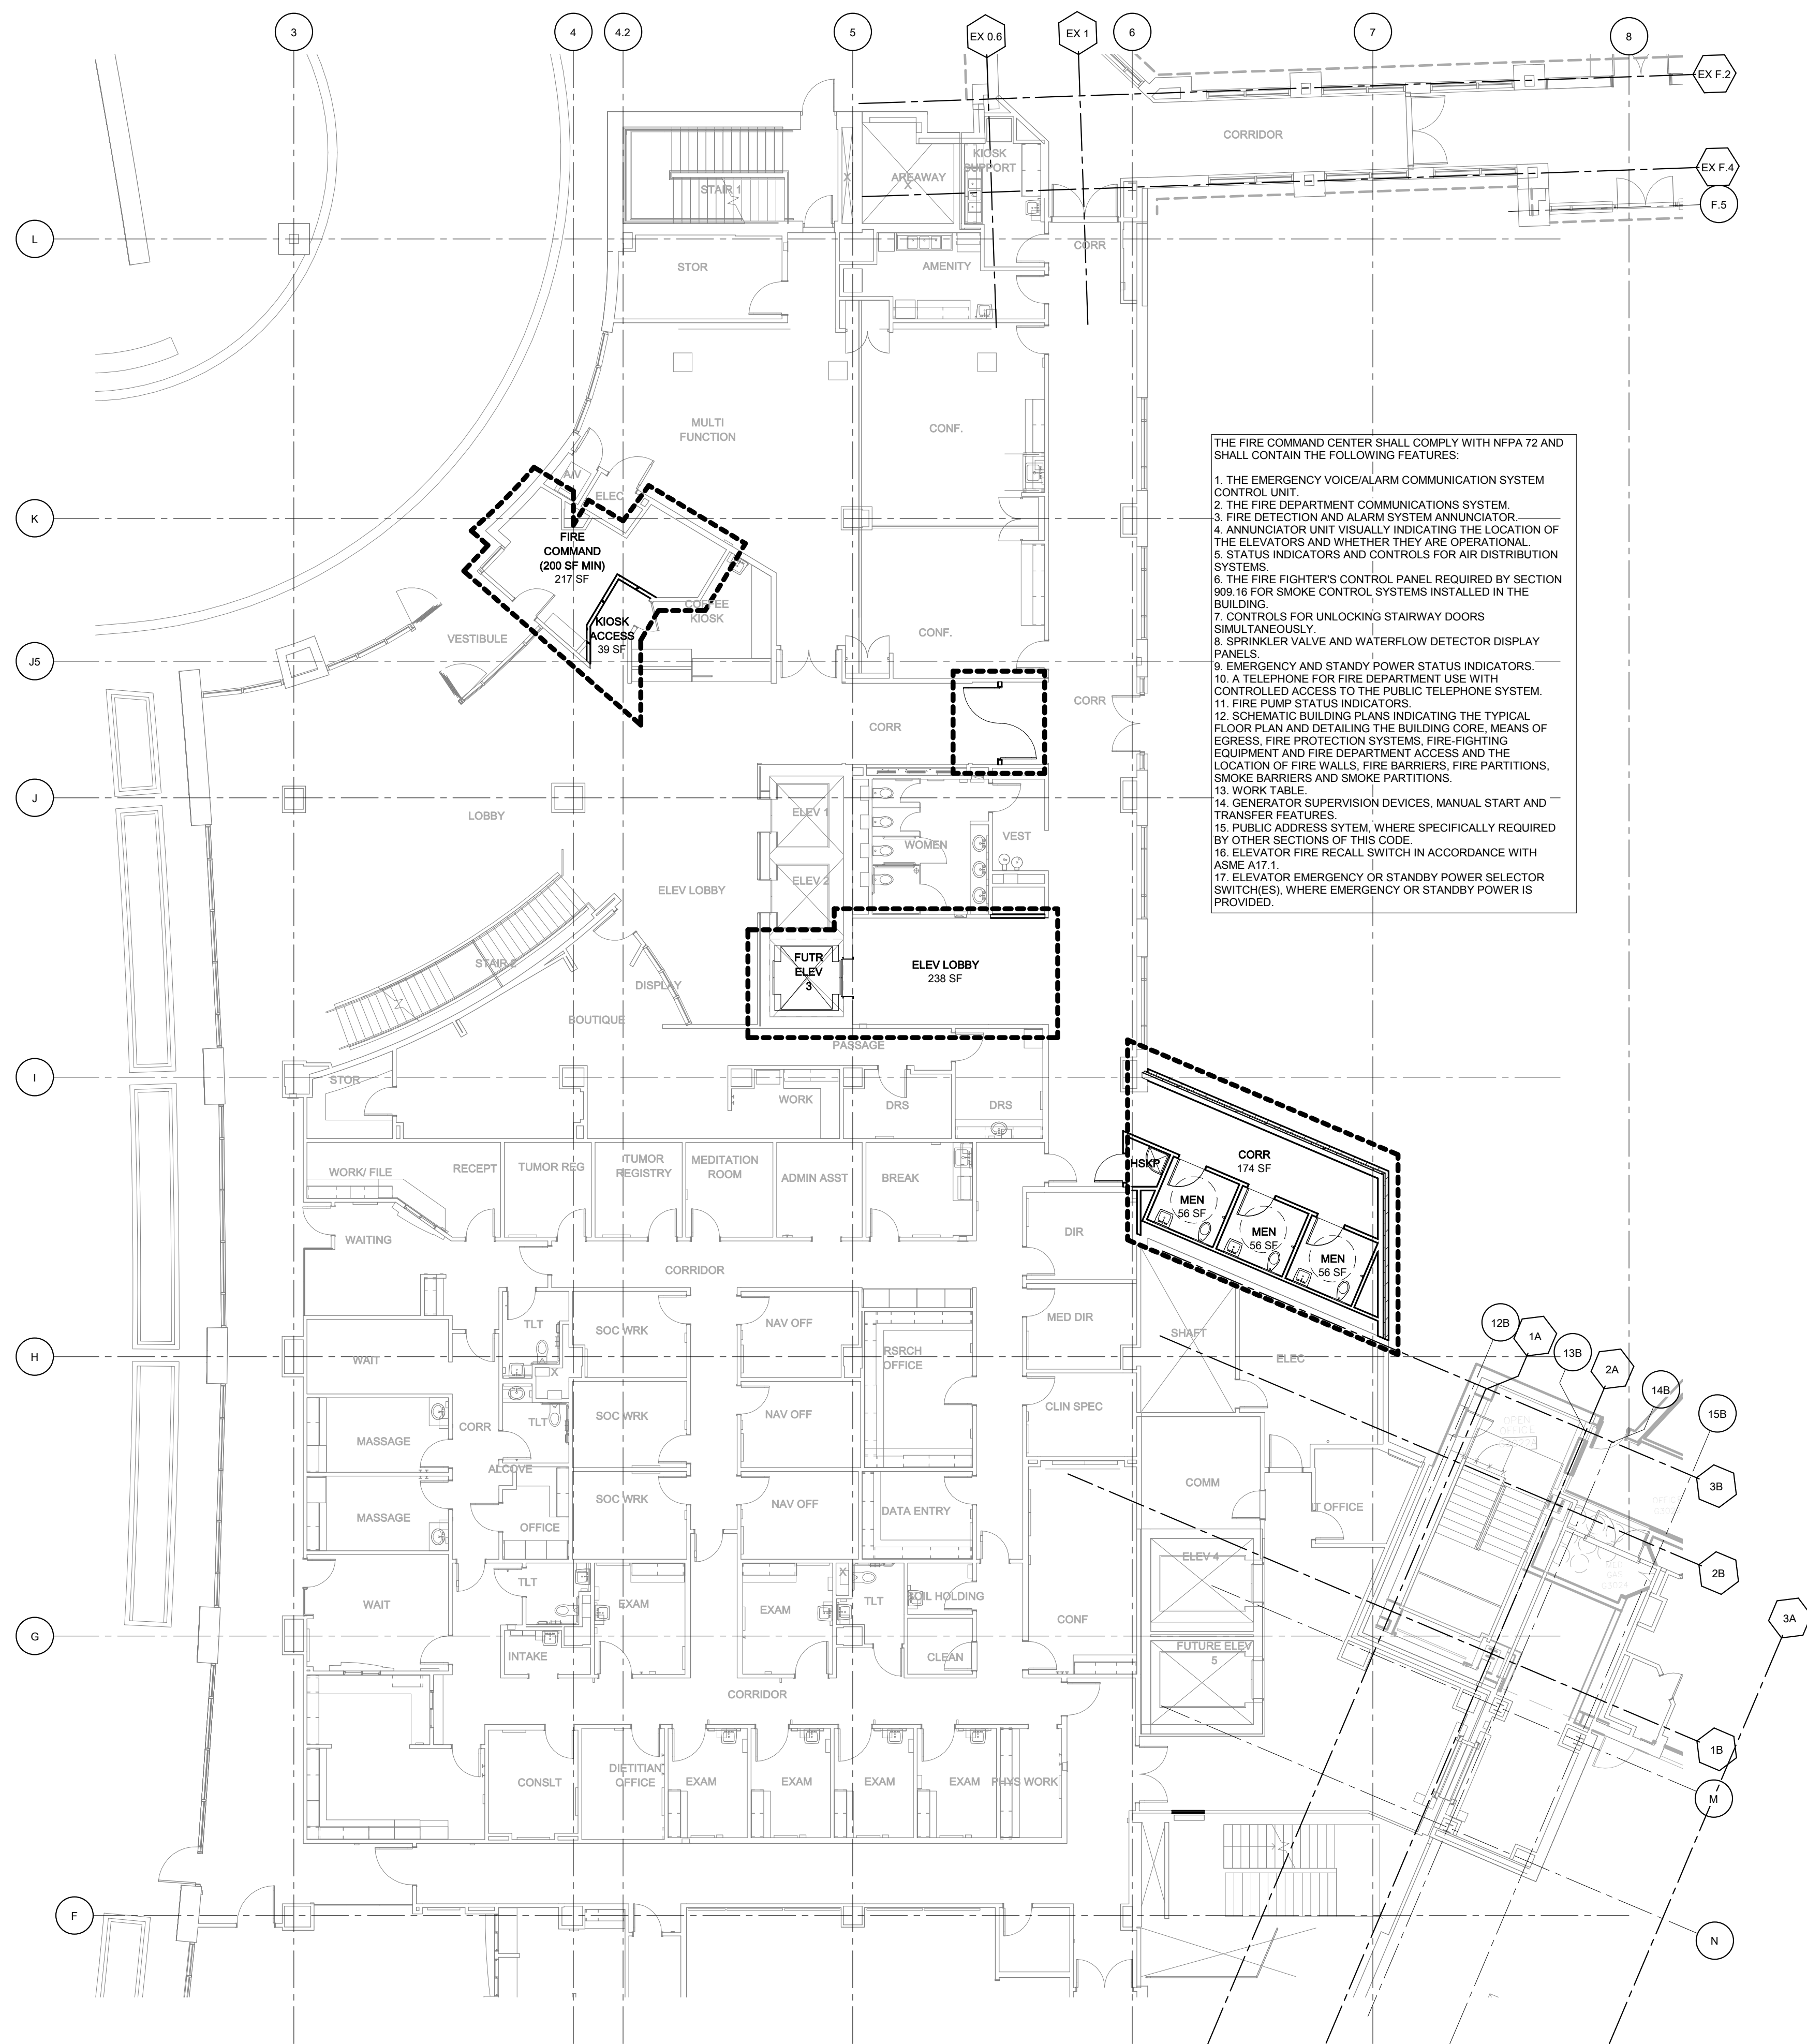 3
4
4.2
5
EX 0.6
EX 1
6
7
8
EX F.2
CORRIDOR
KIOSK
SUPPORT
EX F.4
STAIR 1
X
AREAWAY
X
F.5
L
CORR
STOR
AMENITY
MULTI
FUNCTION
CONF.
THE FIRE COMMAND CENTER SHALL COMPLY WITH NFPA 72 AND
SHALL CONTAIN THE FOLLOWING FEATURES:
1. THE EMERGENCY VOICE/ALARM COMMUNICATION SYSTEM
CONTROL UNIT.
2. THE FIRE DEPARTMENT COMMUNICATIONS SYSTEM.
3. FIRE DETECTION AND ALARM SYSTEM ANNUNCIATOR.
4. ANNUNCIATOR UNIT VISUALLY INDICATING THE LOCATION OF
THE ELEVATORS AND WHETHER THEY ARE OPERATIONAL.
5. STATUS INDICATORS AND CONTROLS FOR AIR DISTRIBUTION
SYSTEMS.
6. THE FIRE FIGHTER'S CONTROL PANEL REQUIRED BY SECTION
909.16 FOR SMOKE CONTROL SYSTEMS INSTALLED IN THE
BUILDING.
7. CONTROLS FOR UNLOCKING STAIRWAY DOORS
SIMULTANEOUSLY.
8. SPRINKLER VALVE AND WATERFLOW DETECTOR DISPLAY
PANELS.
9. EMERGENCY AND STANDY POWER STATUS INDICATORS.
10. A TELEPHONE FOR FIRE DEPARTMENT USE WITH
CONTROLLED ACCESS TO THE PUBLIC TELEPHONE SYSTEM.
11. FIRE PUMP STATUS INDICATORS.
12. SCHEMATIC BUILDING PLANS INDICATING THE TYPICAL
FLOOR PLAN AND DETAILING THE BUILDING CORE, MEANS OF
EGRESS, FIRE PROTECTION SYSTEMS, FIRE-FIGHTING
EQUIPMENT AND FIRE DEPARTMENT ACCESS AND THE
LOCATION OF FIRE WALLS, FIRE BARRIERS, FIRE PARTITIONS,
SMOKE BARRIERS AND SMOKE PARTITIONS.
13. WORK TABLE.
14. GENERATOR SUPERVISION DEVICES, MANUAL START AND
TRANSFER FEATURES.
15. PUBLIC ADDRESS SYTEM, WHERE SPECIFICALLY REQUIRED
BY OTHER SECTIONS OF THIS CODE.
16. ELEVATOR FIRE RECALL SWITCH IN ACCORDANCE WITH
ASME A17.1.
17. ELEVATOR EMERGENCY OR STANDBY POWER SELECTOR
SWITCH(ES), WHERE EMERGENCY OR STANDBY POWER IS
PROVIDED.
A/V
ELEC
K
FIRE
COMMAND
(200 SF MIN)
217 SF
COFFEE
KIOSK
KIOSK
ACCESS
39 SF
VESTIBULE
CONF.
J5
CORR
CORR
J
LOBBY
ELEV 1
WOMEN
VEST
ELEV 2
ELEV LOBBY
STAIR 2
FUTR
ELEV
3
ELEV LOBBY
238 SF
DISPLAY
BOUTIQUE
PASSAGE
I
STOR
WORK
DRS
DRS
WORK/ FILE
RECEPT
TUMOR REG
TUMOR
REGISTRY
MEDITATION
ROOM
ADMIN ASST
BREAK
HSKP
CORR
174 SF
MEN
56 SF
MEN
56 SF
MEN
56 SF
DIR
WAITING
CORRIDOR
TLT
SOC WRK
NAV OFF
MED DIR
SHAFT
12B
1A
13B
2A
14B
15B
H
WAIT
X
RSRCH
OFFICE
ELEC
CORR
TLT
SOC WRK
NAV OFF
CLIN SPEC
OPEN
OFFICE
MASSAGE
ALCOVE
COMM
3B
MASSAGE
OFFICE
SOC WRK
NAV OFF
DATA ENTRY
IT OFFICE
ELEV 4
2B
WAIT
TLT
EXAM
EXAM
X
TLT
SOIL HOLDING
CONF
3A
G
INTAKE
CLEAN
FUTURE ELEV
5
CORRIDOR
1B
CONSLT
DIETITIAN
OFFICE
EXAM
EXAM
EXAM
EXAM
PHYS WORK
M
F
N